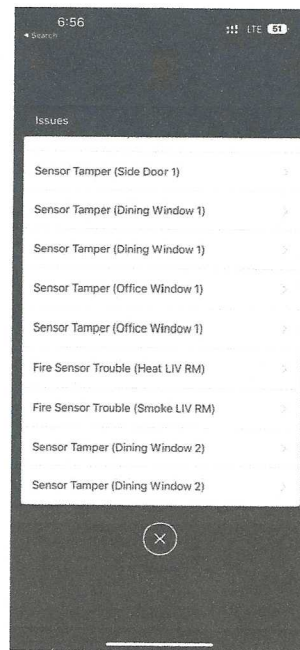 6:56
LTE 51
◂ Search
Issues
Sensor Tamper (Side Door 1)
Sensor Tamper (Dining Window 1)
Sensor Tamper (Dining Window 1)
Sensor Tamper (Office Window 1)
Sensor Tamper (Office Window 1)
Fire Sensor Trouble (Heat LIV RM)
Fire Sensor Trouble (Smoke LIV RM)
Sensor Tamper (Dining Window 2)
Sensor Tamper (Dining Window 2)